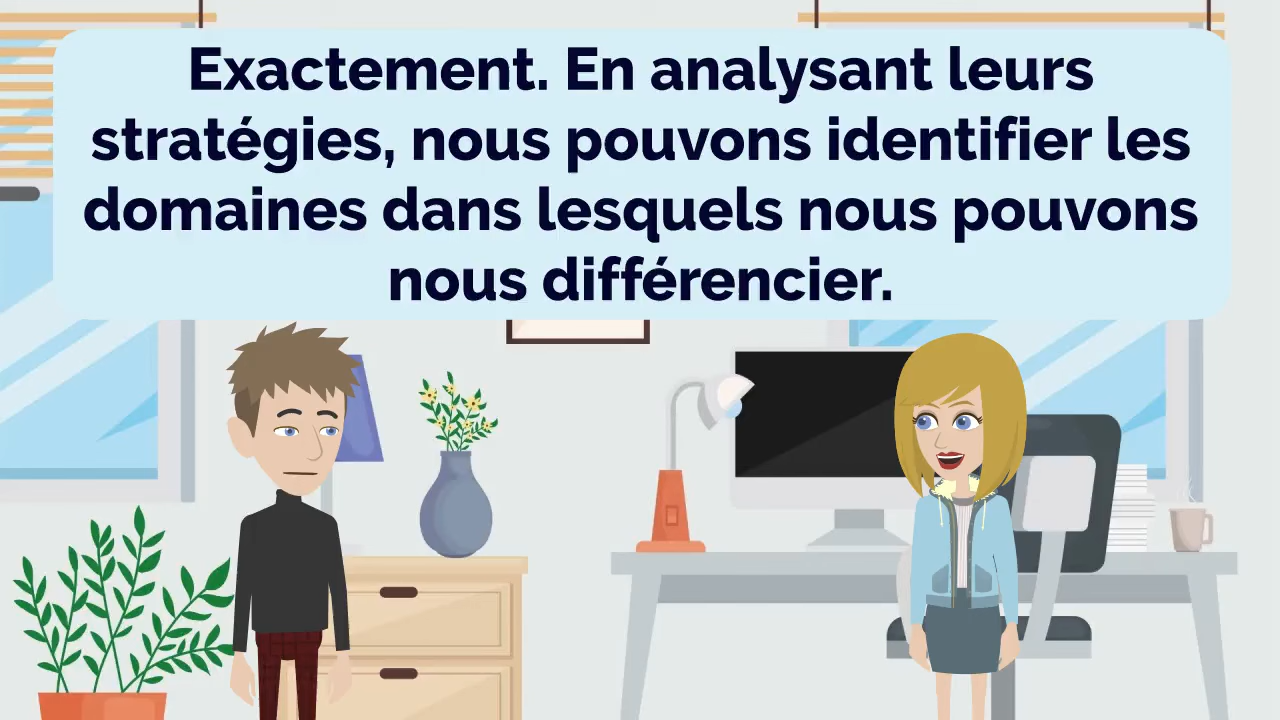 Exactement. En analysant leurs
stratégies, nous pouvons identifier les
domaines dans lesquels nous pouvons
nous différencier.